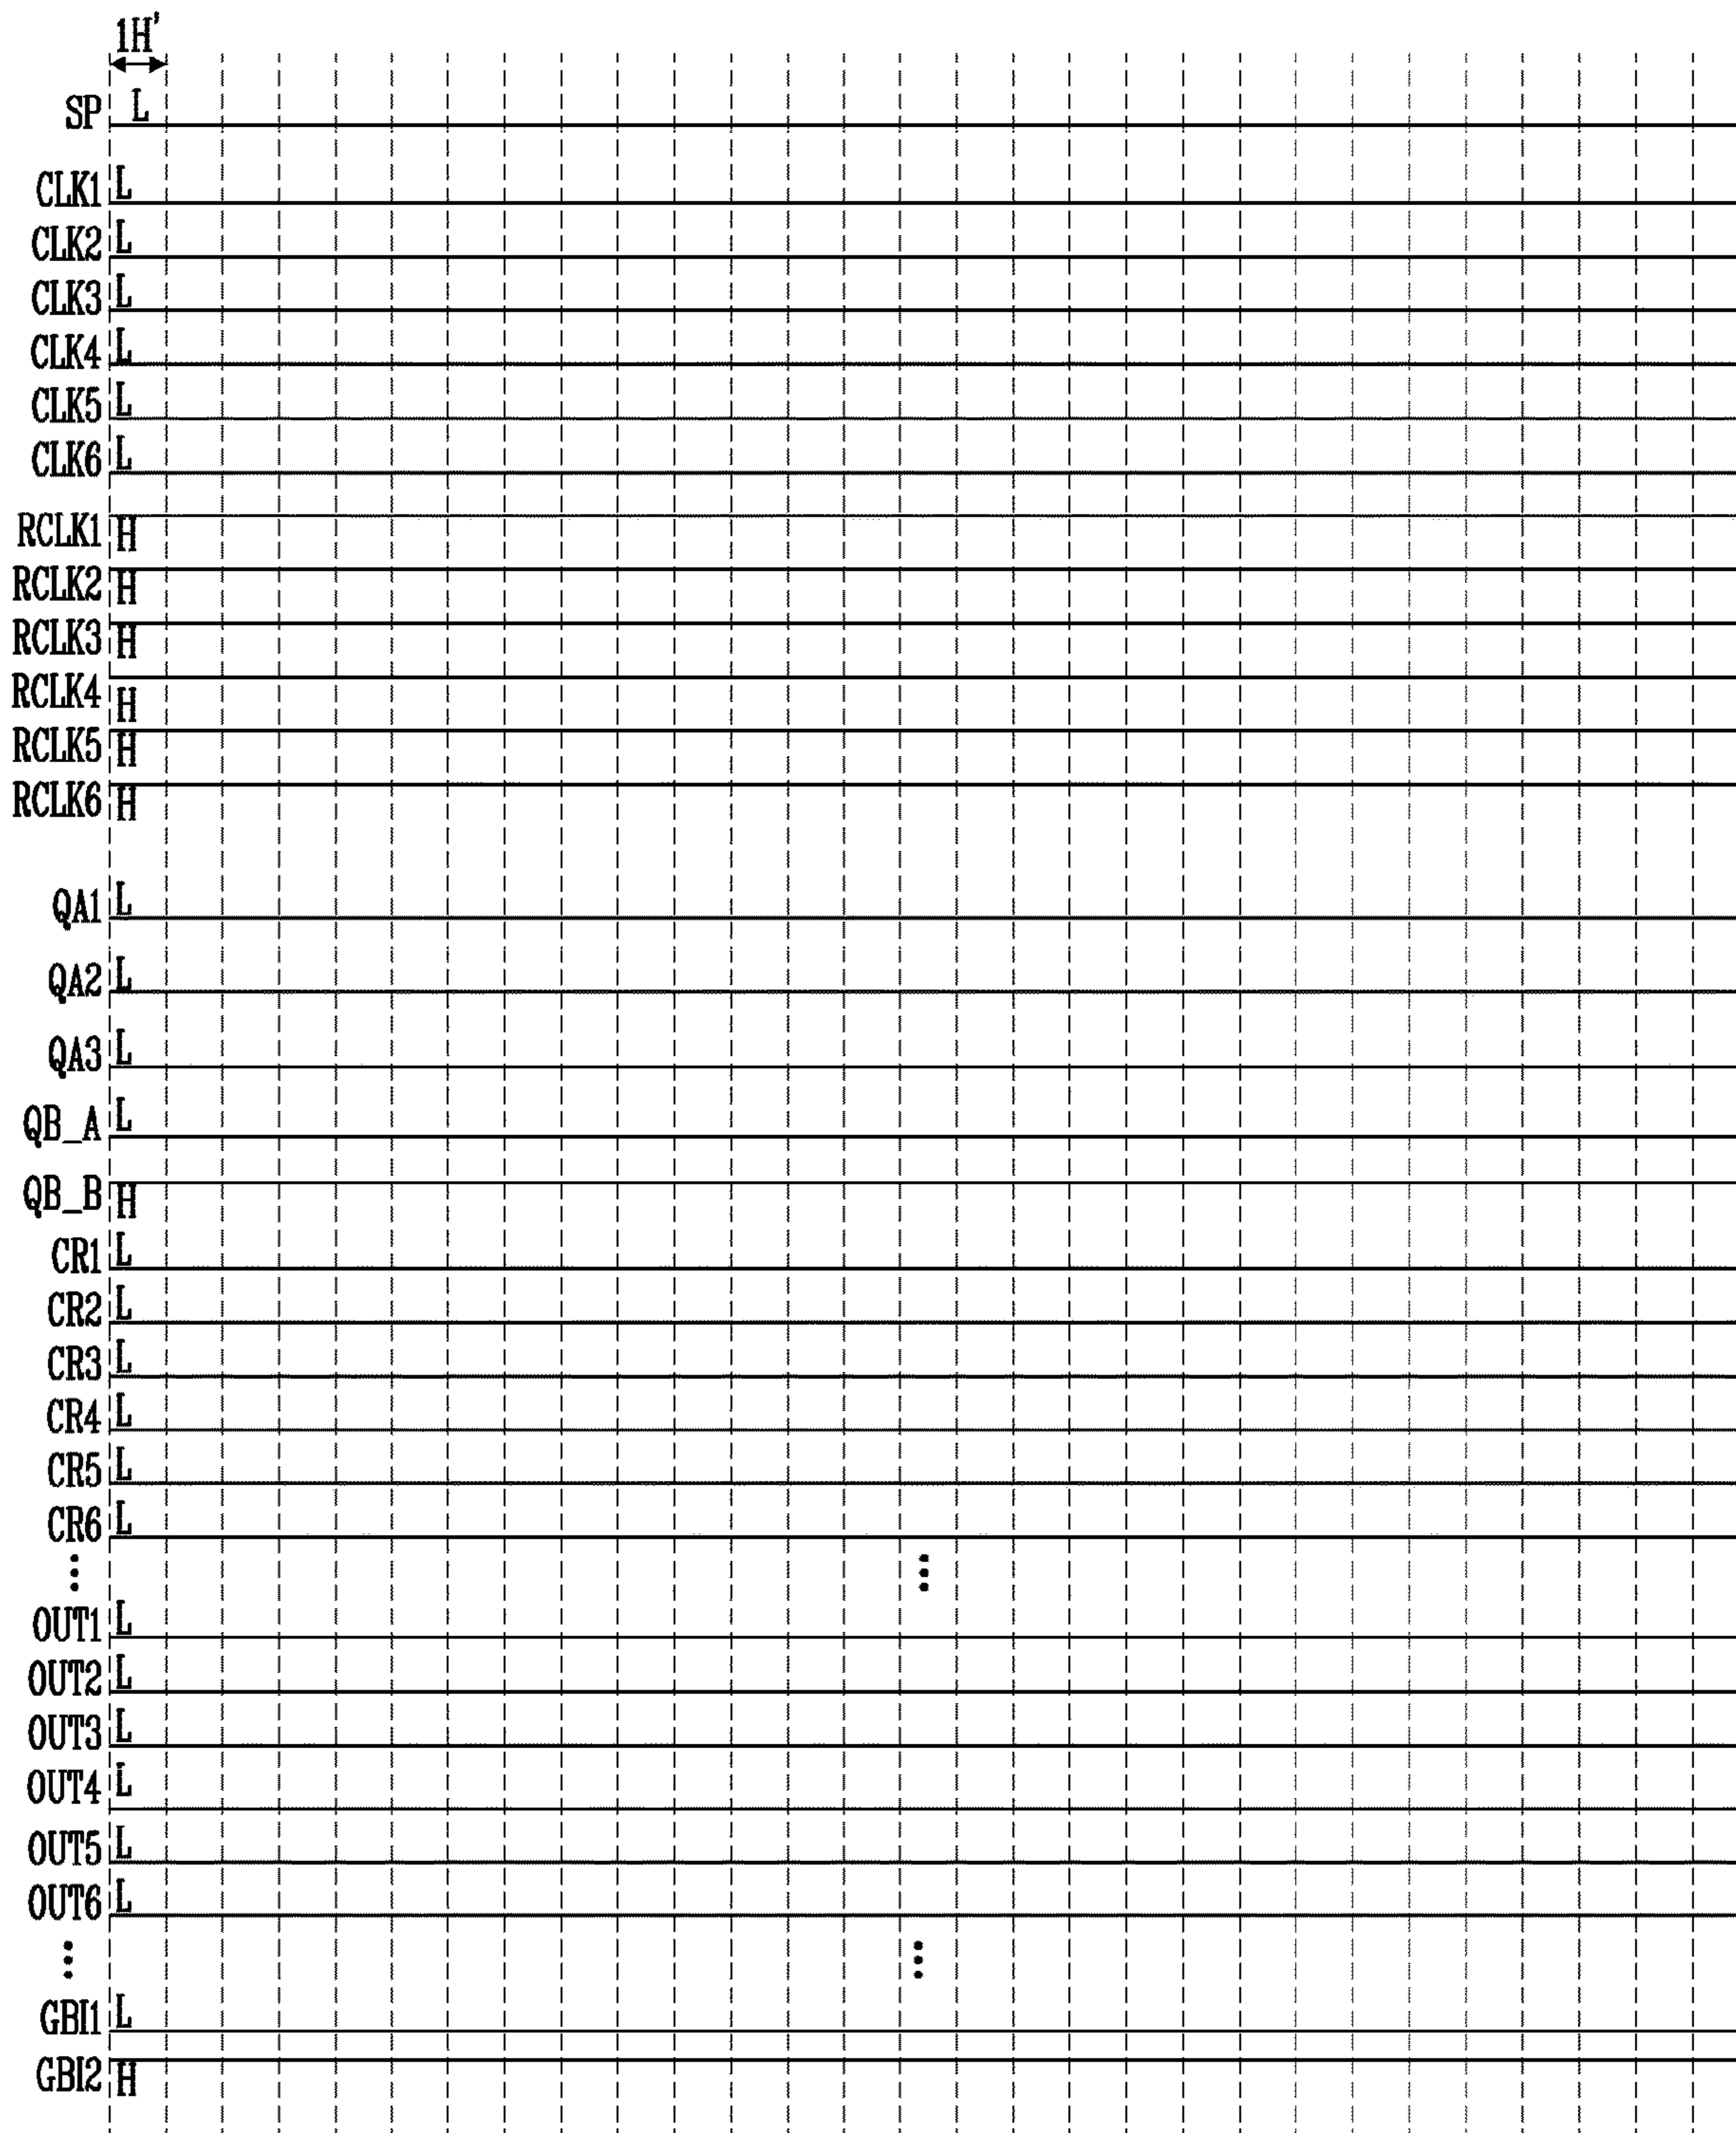 1H'
SP L
CLK1 L
CLK2 L
CLK3 L
CLK4 L
CLK5 L
CLK6 L
RCLK1 H
RCLK2 H
RCLK3 H
RCLK4 H
RCLK5 H
RCLK6 H
QA1 L
QA2 L
QA3 L
QB_A L
QB_B H
CR1 L
CR2 L
CR3 L
CR4 L
CR5 L
CR6 L
OUT1 L
OUT2 L
OUT3 L
OUT4 L
OUT5 L
OUT6 L
GBI1 L
GBI2 H